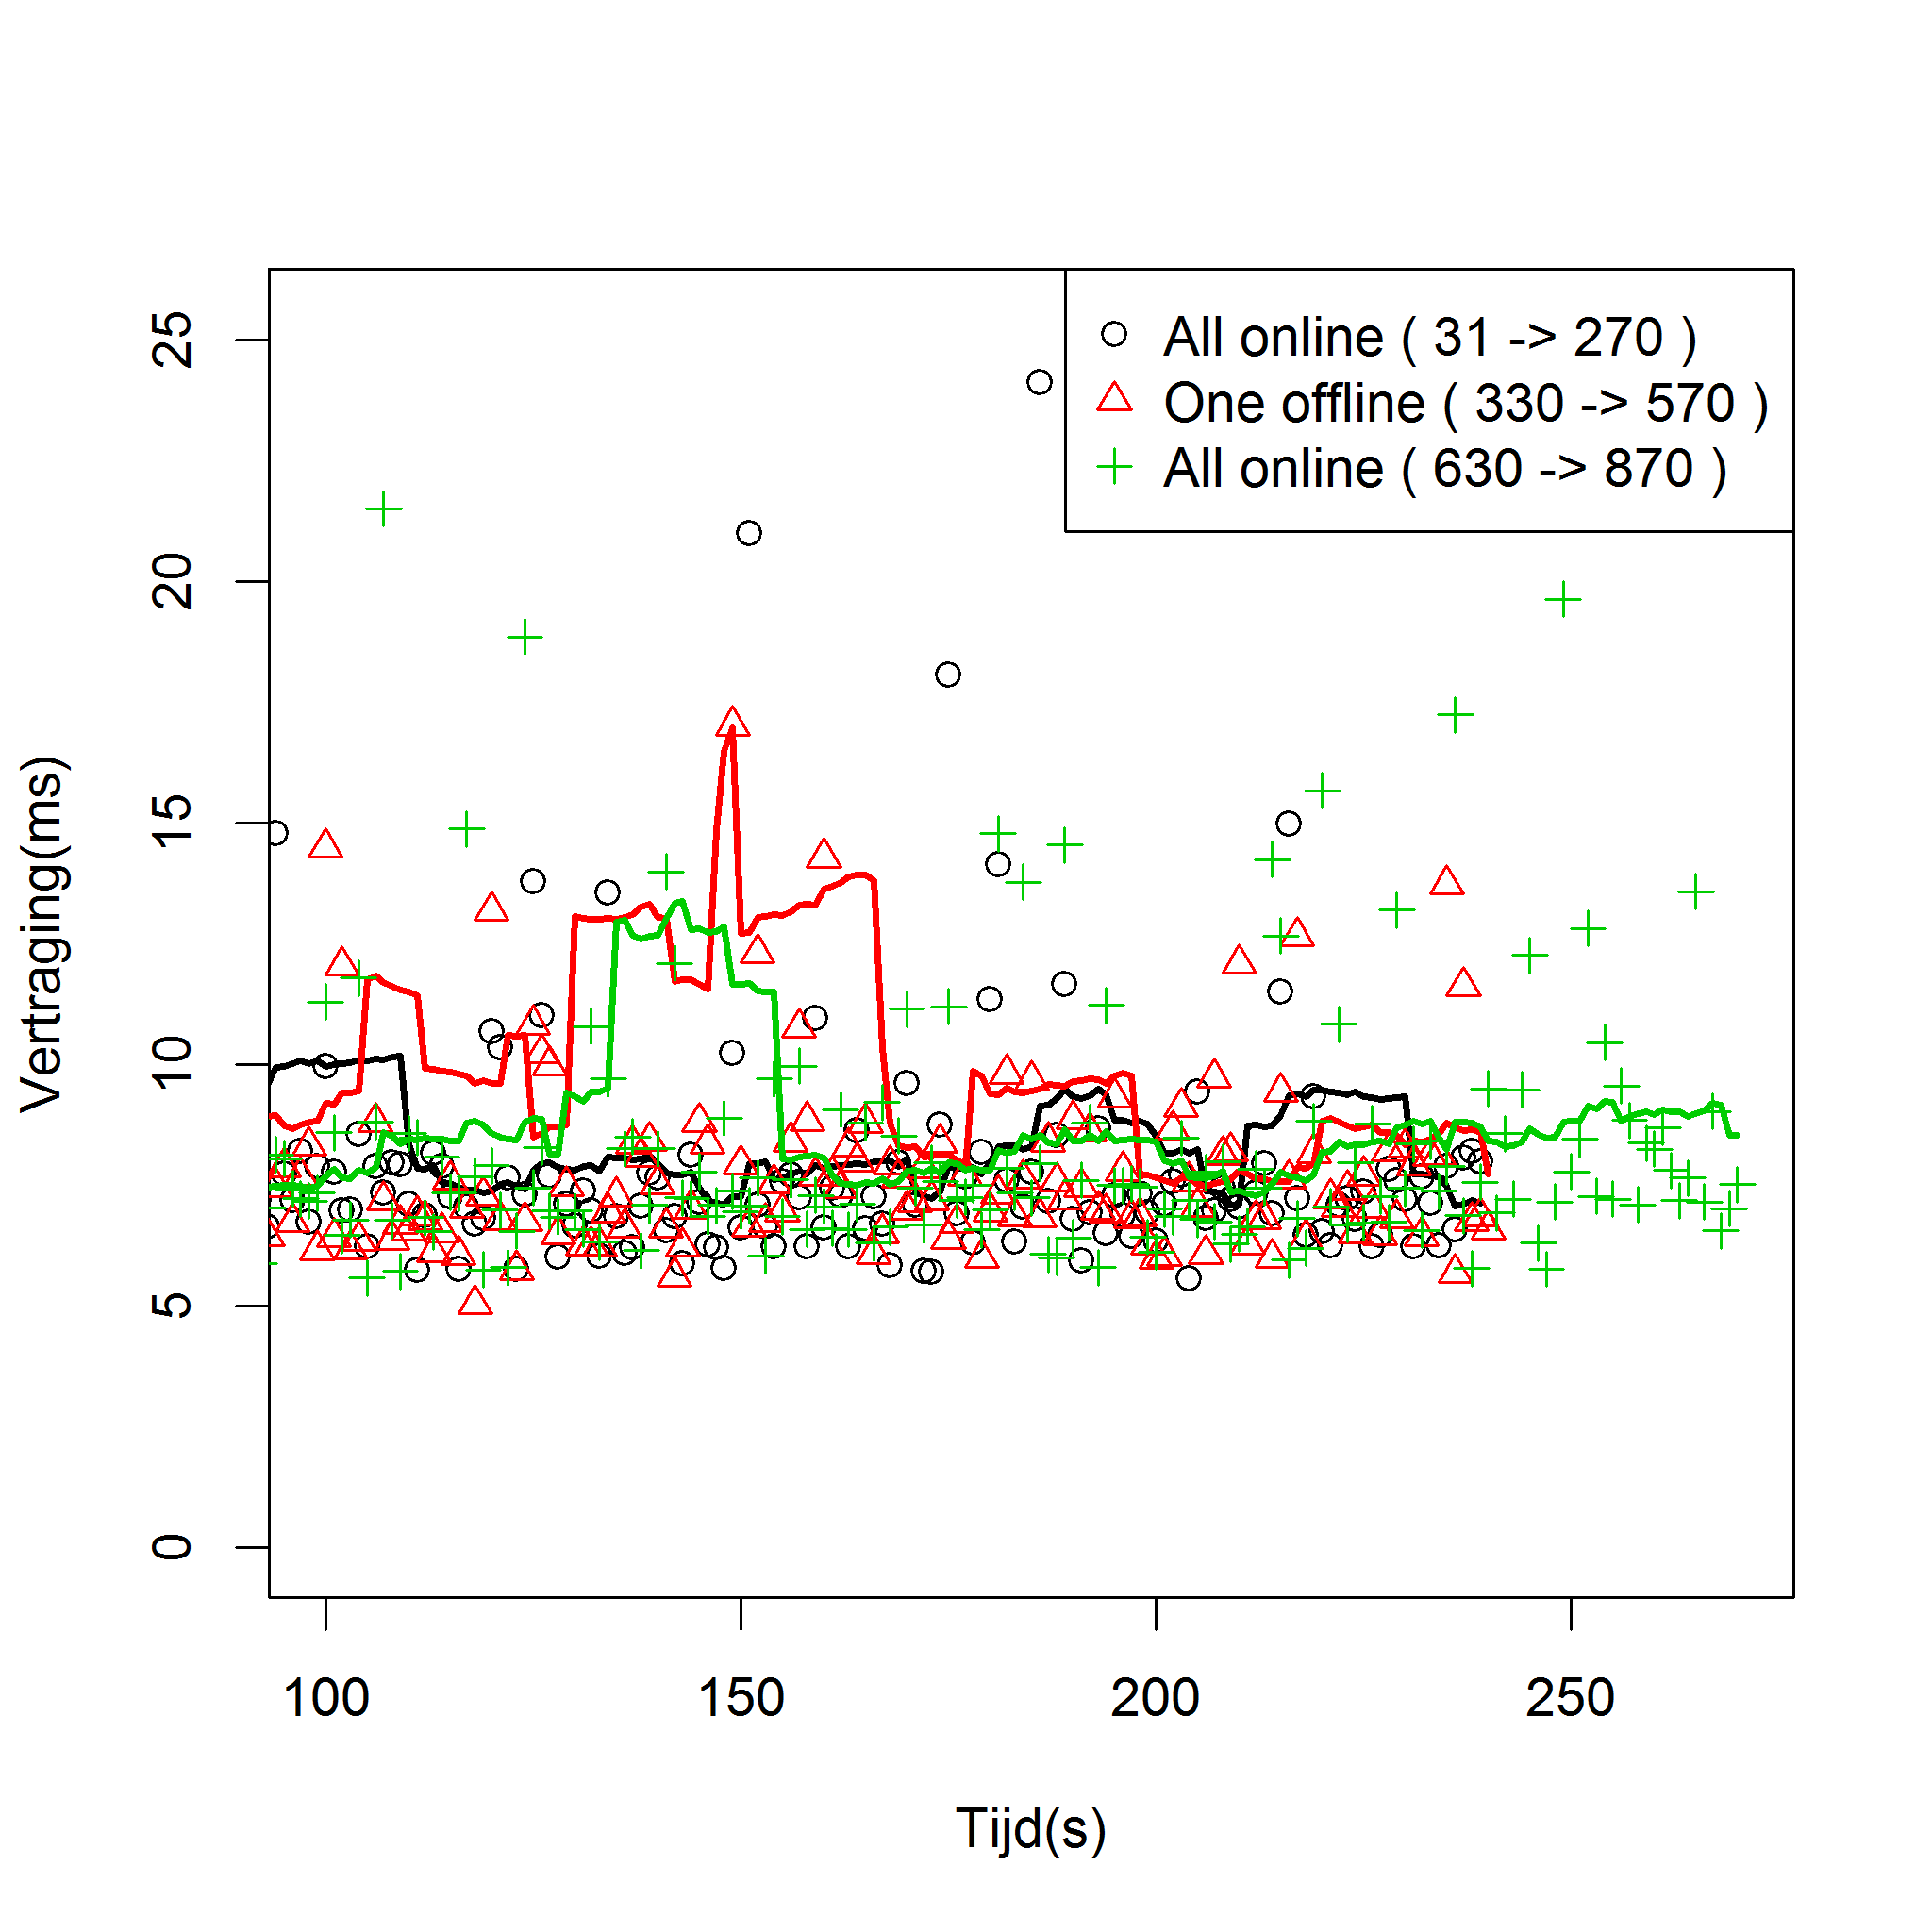 All online ( 31 -> 270 )
One offline ( 330 -> 570 )
All online ( 630 -> 870 )
Vertraging(ms)
25
20
15
10
5
0
100 150 200 250
Tijd(s)